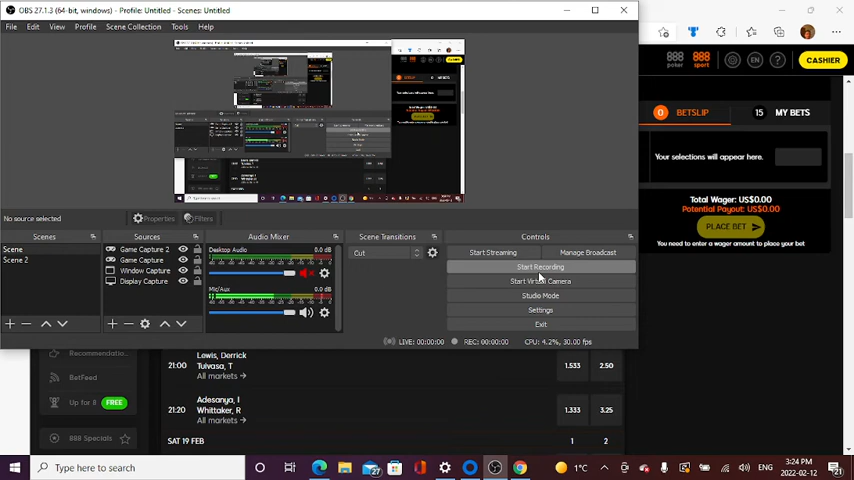 OBS 27.1.3 (64-bit, windows) - Profile: Untitled - Scenes: Untitled
File Edit View Profile Scene Collection Tools Help
888 poker 888 sport EN ? CASHIER
0 BETSLIP 15 MY BETS
Your selections will appear here.
Total Wager: US$0.00
Potential Payout: US$0.00
PLACE BET
You need to enter a wager amount to place your bet
No source selected Properties Filters
Scenes Sources Audio Mixer Scene Transitions Controls
Scene
Scene 2
Game Capture 2
Game Capture
Window Capture
Display Capture
Desktop Audio 0.0 dB
Mic/Aux 0.0 dB
Cut
Start Streaming Manage Broadcast
Start Recording
Start Virtual Camera
Studio Mode
Settings
Exit
LIVE: 00:00:00 REC: 00:00:00 CPU: 4.2%, 30.00 fps
Recommendatio...
BetFeed
Up for 8 FREE
888 Specials
21:00 Lewis, Derrick
Tuivasa, T
All markets → 1.533 2.50
21:20 Adesanya, I
Whittaker, R
All markets → 1.333 3.25
SAT 19 FEB 1 2
Type here to search
27
1°C ENG 3:24 PM
2022-02-12
21